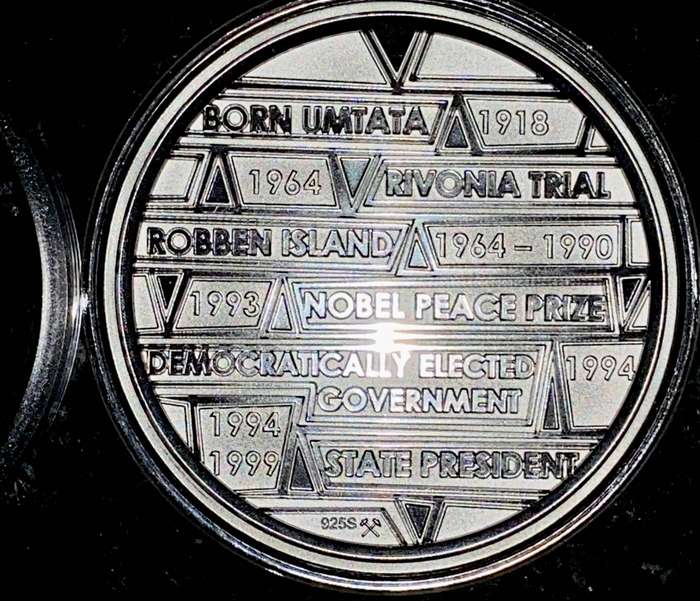 BORN UMTATA 1918
1964 RIVONIA TRIAL
ROBBEN ISLAND 1964 - 1990
1993 NOBEL PEACE PRIZE
DEMOCRATICALLY ELECTED 1994
GOVERNMENT
1994
1999 STATE PRESIDENT
925S